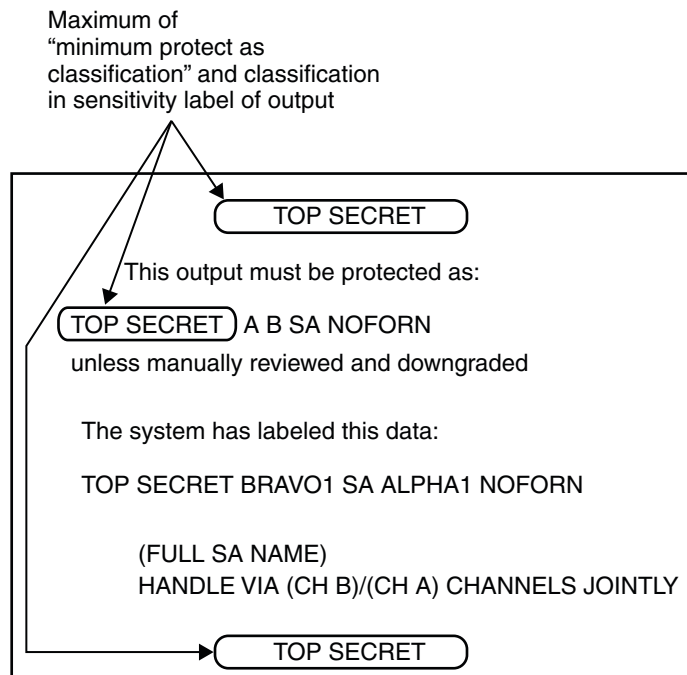 Maximum of
“minimum protect as
classification” and classification
in sensitivity label of output
TOP SECRET
This output must be protected as:
TOP SECRET A B SA NOFORN
unless manually reviewed and downgraded
The system has labeled this data:
TOP SECRET BRAVO1 SA ALPHA1 NOFORN
(FULL SA NAME)
HANDLE VIA (CH B)/(CH A) CHANNELS JOINTLY
TOP SECRET